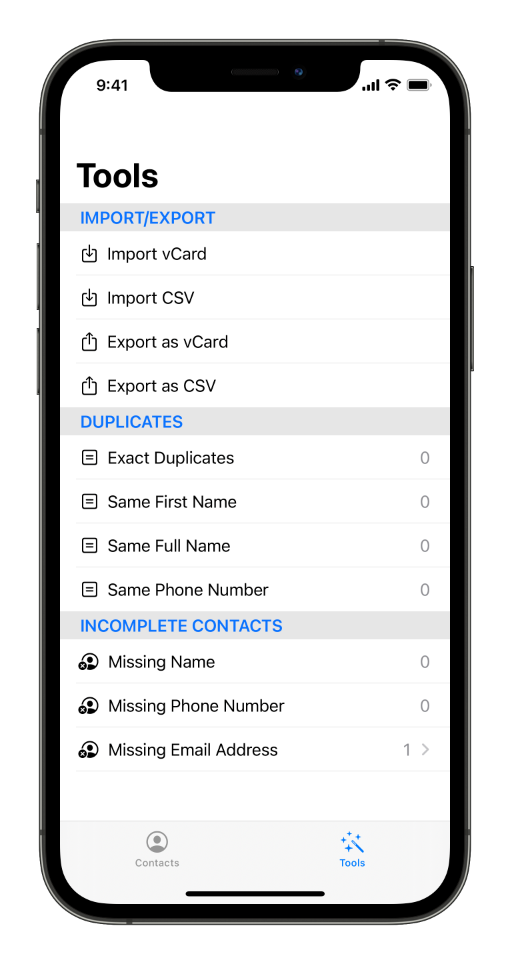 9:41
Tools
IMPORT/EXPORT
Import vCard
Import CSV
Export as vCard
Export as CSV
DUPLICATES
Exact Duplicates 0
Same First Name 0
Same Full Name 0
Same Phone Number 0
INCOMPLETE CONTACTS
Missing Name 0
Missing Phone Number 0
Missing Email Address 1
Contacts Tools